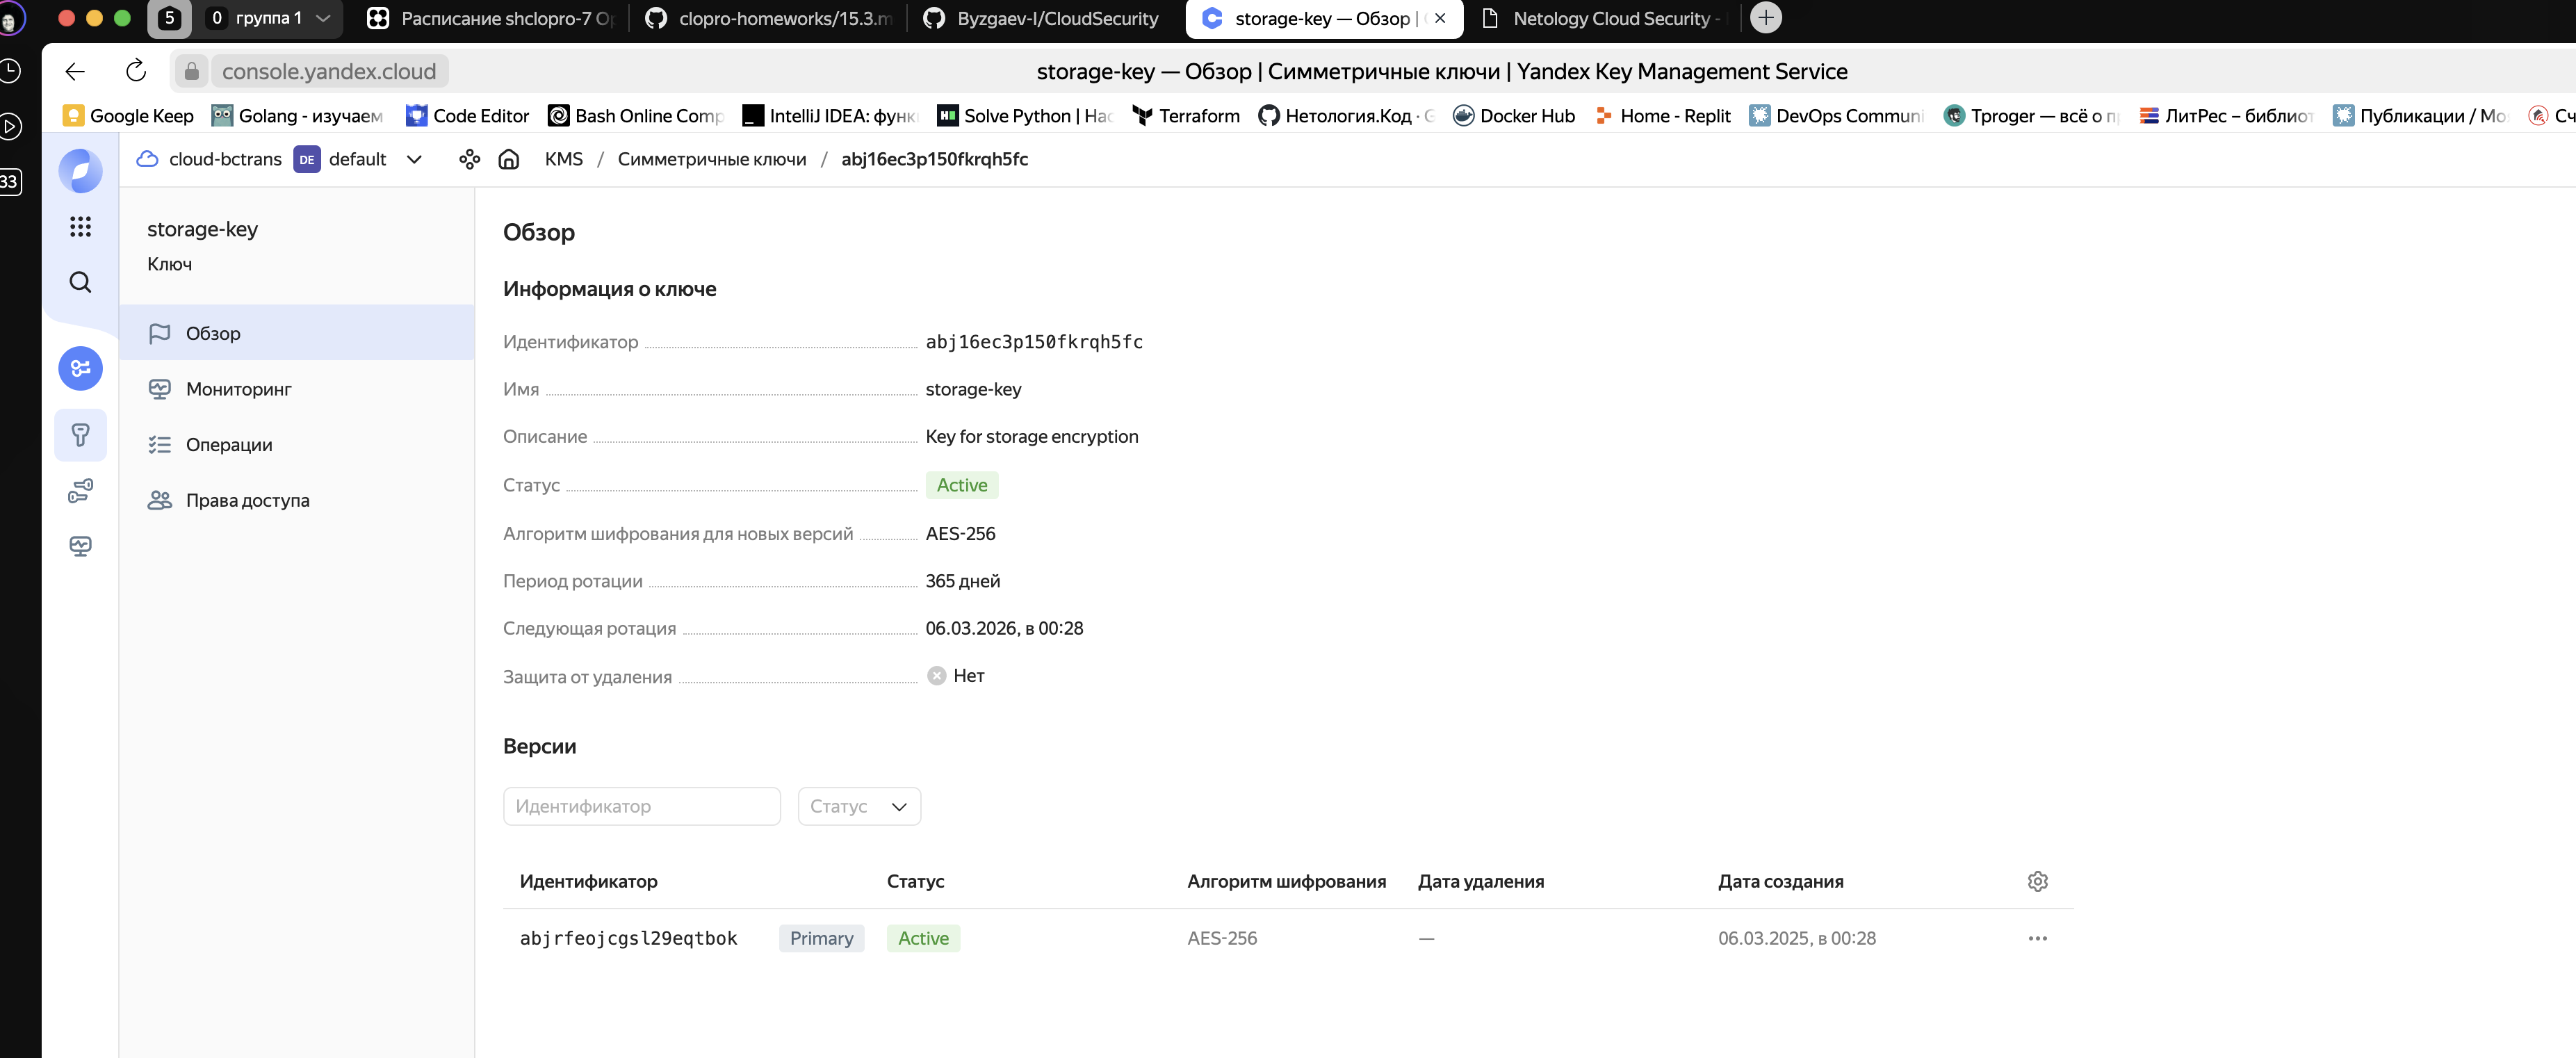 5 0 группа 1 Расписание shclopro-7 Ор clopro-homeworks/15.3.m Byzgaev-I/CloudSecurity storage-key — Обзор | Netology Cloud Security -
console.yandex.cloud storage-key — Обзор | Симметричные ключи | Yandex Key Management Service
Google Keep Golang - изучаем Code Editor Bash Online Comp IntelliJ IDEA: функ Solve Python | Hac Terraform Нетология.Код · G Docker Hub Home - Replit DevOps Communi Tproger — всё о п ЛитРес – библиот Публикации / Мо Сч
cloud-bctrans DE default KMS / Симметричные ключи / abj16ec3p150fkrqh5fc
33
storage-key
Ключ
Обзор
Мониторинг
Операции
Права доступа
Обзор
Информация о ключе
Идентификатор abj16ec3p150fkrqh5fc
Имя storage-key
Описание Key for storage encryption
Статус Active
Алгоритм шифрования для новых версий AES-256
Период ротации 365 дней
Следующая ротация 06.03.2026, в 00:28
Защита от удаления Нет
Версии
Идентификатор Статус
Идентификатор Статус Алгоритм шифрования Дата удаления Дата создания
abjrfeojcgsl29eqtbok Primary Active AES-256 — 06.03.2025, в 00:28